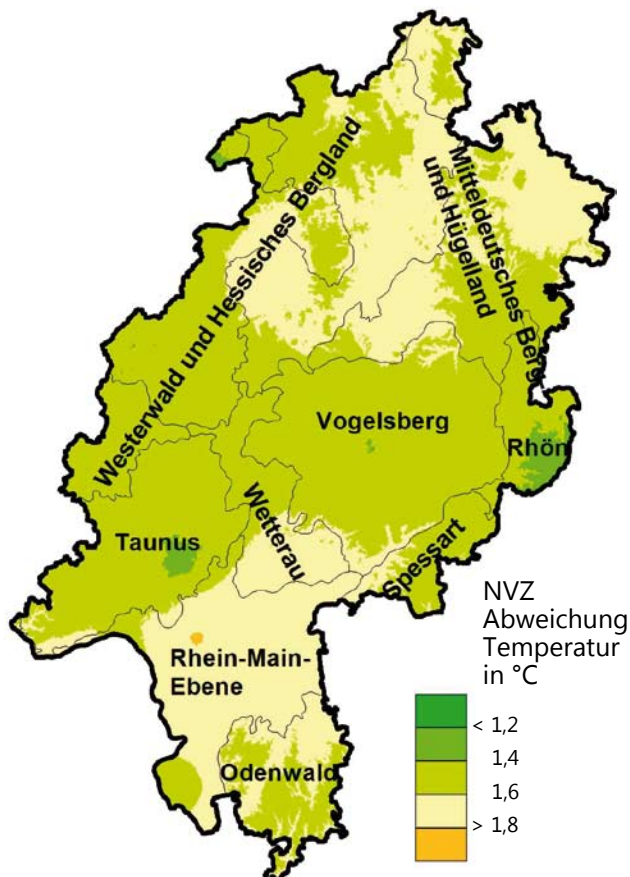 Westerwald und Hessisches Bergland
Mitteldeutsches Berg
und Hügelland
Vogelsberg
Rhön
Wetterau
Taunus
Spessart
Rhein-Main-
Ebene
Odenwald
NVZ
Abweichung
Temperatur
in °C
< 1,2
1,4
1,6
> 1,8